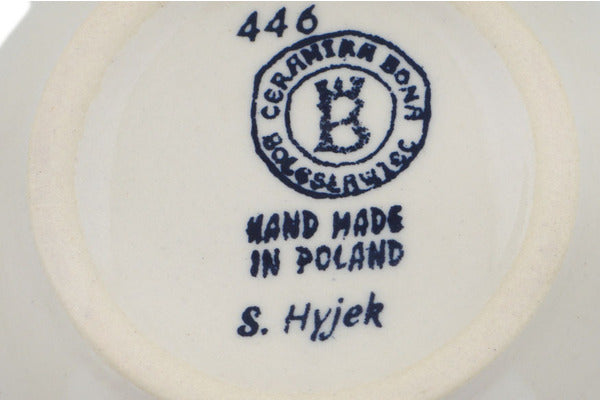 446
CERAMIKA BONA
B
BOLESŁAWIEC
HAND MADE
IN POLAND
S. Hyjek